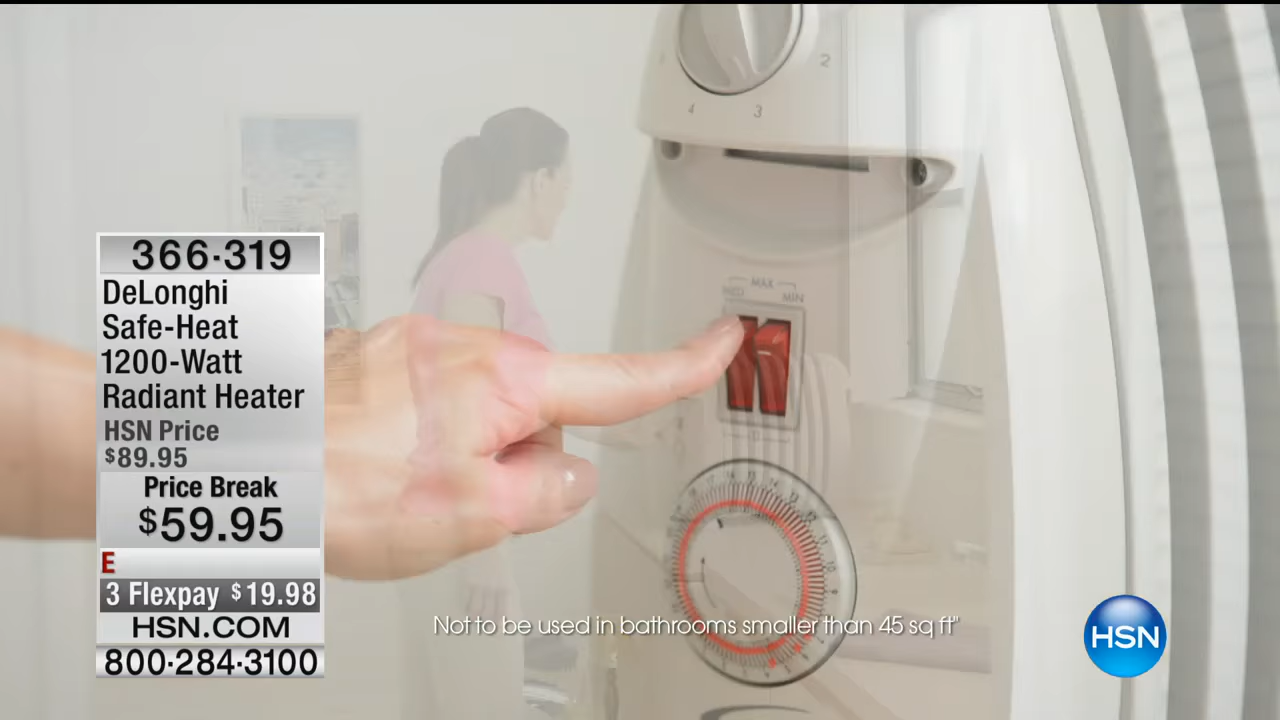 366-319
DeLonghi
Safe-Heat
1200-Watt
Radiant Heater
HSN Price
$89.95
Price Break
$59.95
E
3 Flexpay $19.98
HSN.COM
800-284-3100
2
4
3
MAX
MED
MIN
0
Not to be used in bathrooms smaller than 45 sq ft"
HSN